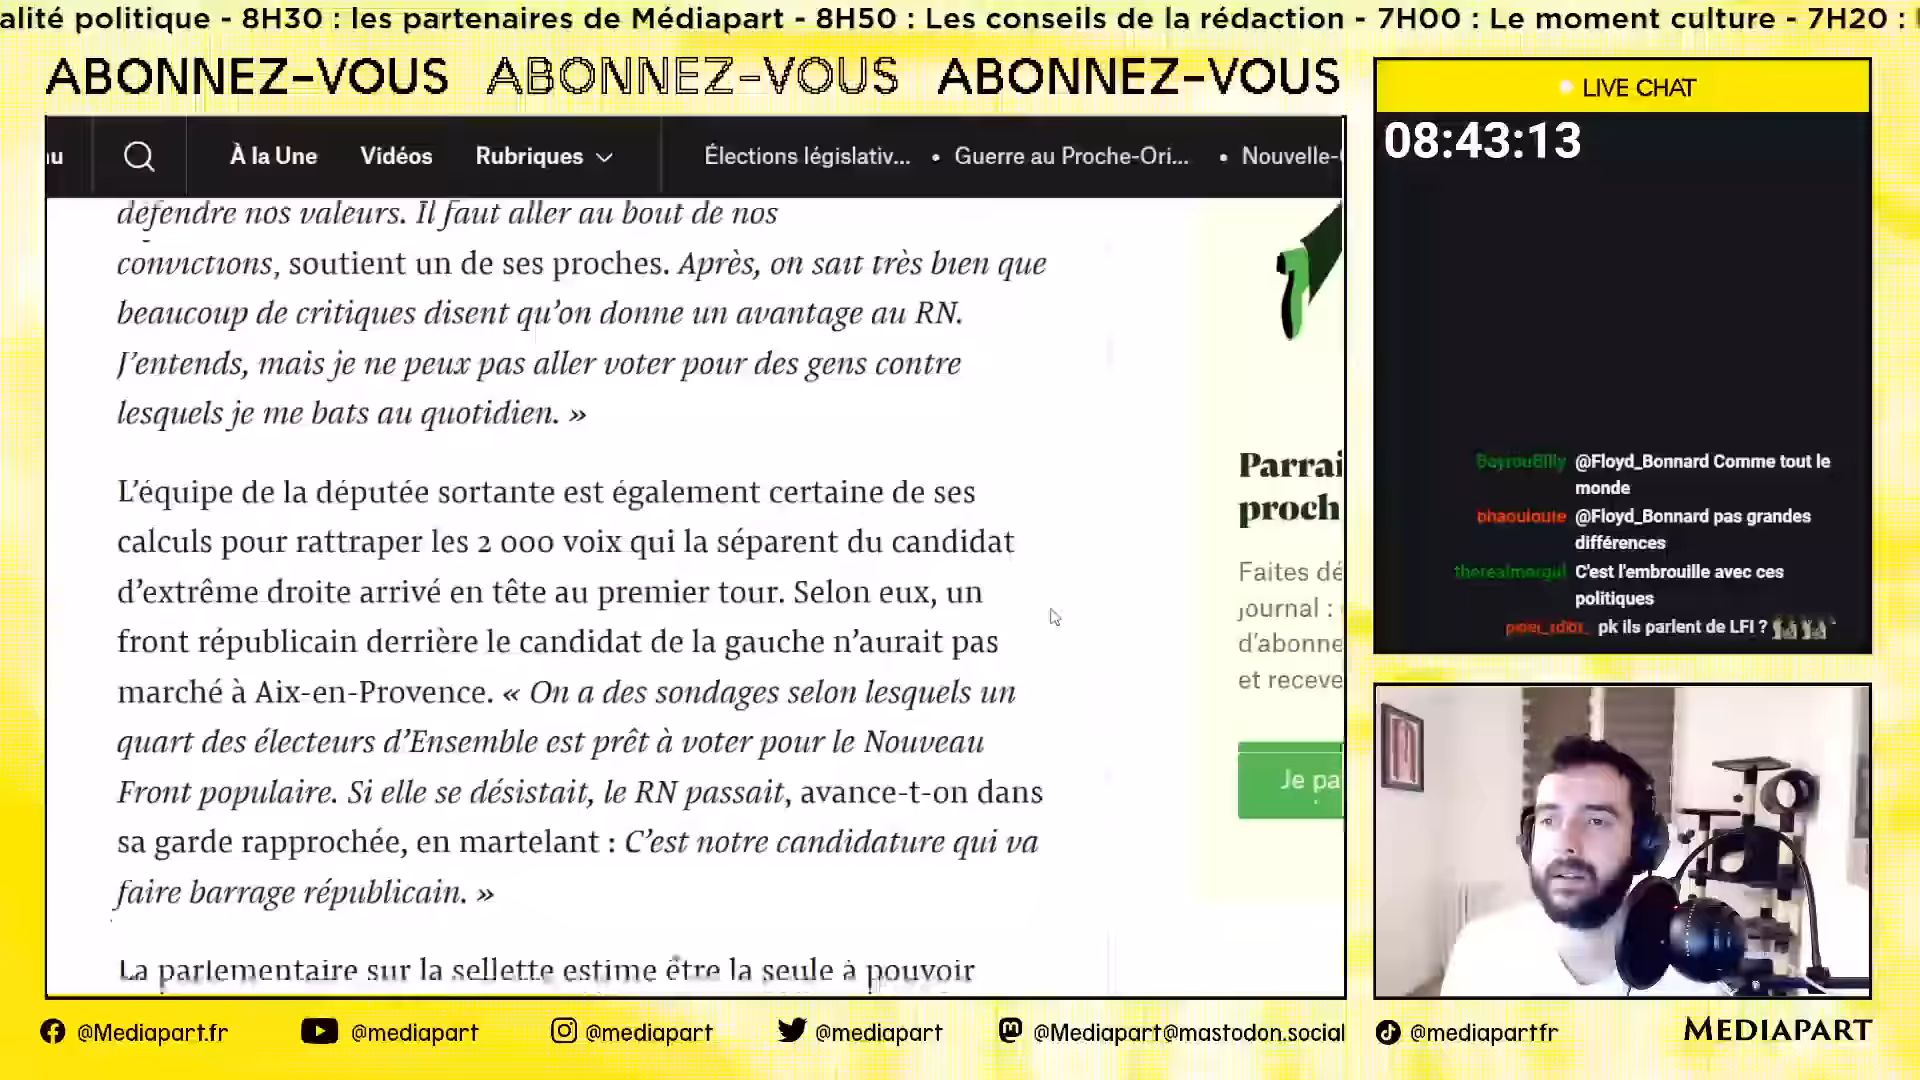 alité politique - 8H30 : les partenaires de Médiapart - 8H50 : Les conseils de la rédaction - 7H00 : Le moment culture - 7H20 :
ABONNEZ-VOUS ABONNEZ-VOUS ABONNEZ-VOUS
À la Une Vidéos Rubriques Élections législativ... • Guerre au Proche-Ori... • Nouvelle-
défendre nos valeurs. Il faut aller au bout de nos
convictions, soutient un de ses proches. Après, on sait très bien que
beaucoup de critiques disent qu’on donne un avantage au RN.
J’entends, mais je ne peux pas aller voter pour des gens contre
lesquels je me bats au quotidien. »
L’équipe de la députée sortante est également certaine de ses
calculs pour rattraper les 2 000 voix qui la séparent du candidat
d’extrême droite arrivé en tête au premier tour. Selon eux, un
front républicain derrière le candidat de la gauche n’aurait pas
marché à Aix-en-Provence. « On a des sondages selon lesquels un
quart des électeurs d’Ensemble est prêt à voter pour le Nouveau
Front populaire. Si elle se désistait, le RN passait, avance-t-on dans
sa garde rapprochée, en martelant : C’est notre candidature qui va
faire barrage républicain. »
La parlementaire sur la sellette estime être la seule à pouvoir
Parrai
proch
Faites dé
journal :
d’abonne
et receve
Je pa
LIVE CHAT
08:43:13
BayrouBilly @Floyd_Bonnard Comme tout le
monde
@Floyd_Bonnard pas grandes
différences
therealmorgul C'est l'embrouille avec ces
politiques
pk ils parlent de LFI ?
@Mediapart.fr @mediapart @mediapart @mediapart @Mediapart@mastodon.social @mediapartfr MEDIAPART